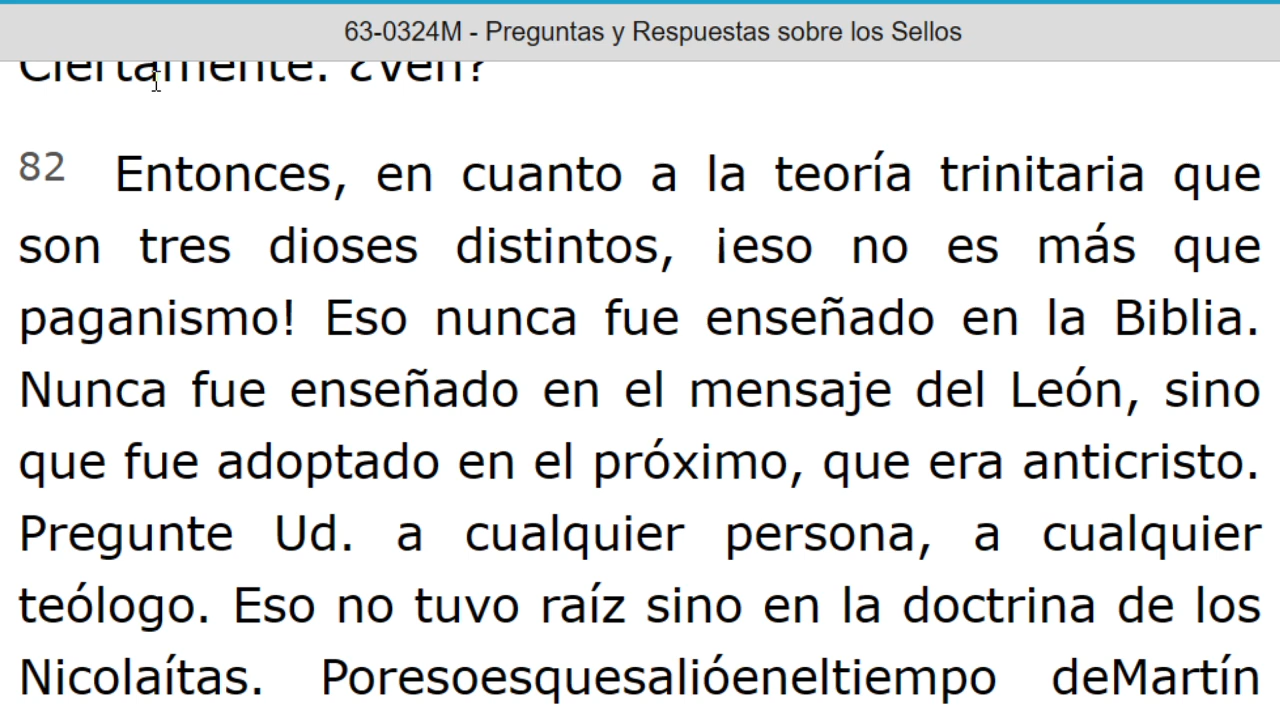 63-0324M - Preguntas y Respuestas sobre los Sellos
Ciertamente. ¿Ven?
82 Entonces, en cuanto a la teoría trinitaria que
son tres dioses distintos, ¡eso no es más que
paganismo! Eso nunca fue enseñado en la Biblia.
Nunca fue enseñado en el mensaje del León, sino
que fue adoptado en el próximo, que era anticristo.
Pregunte Ud. a cualquier persona, a cualquier
teólogo. Eso no tuvo raíz sino en la doctrina de los
Nicolaítas. Poresoesquesalióeneltiempo deMartín